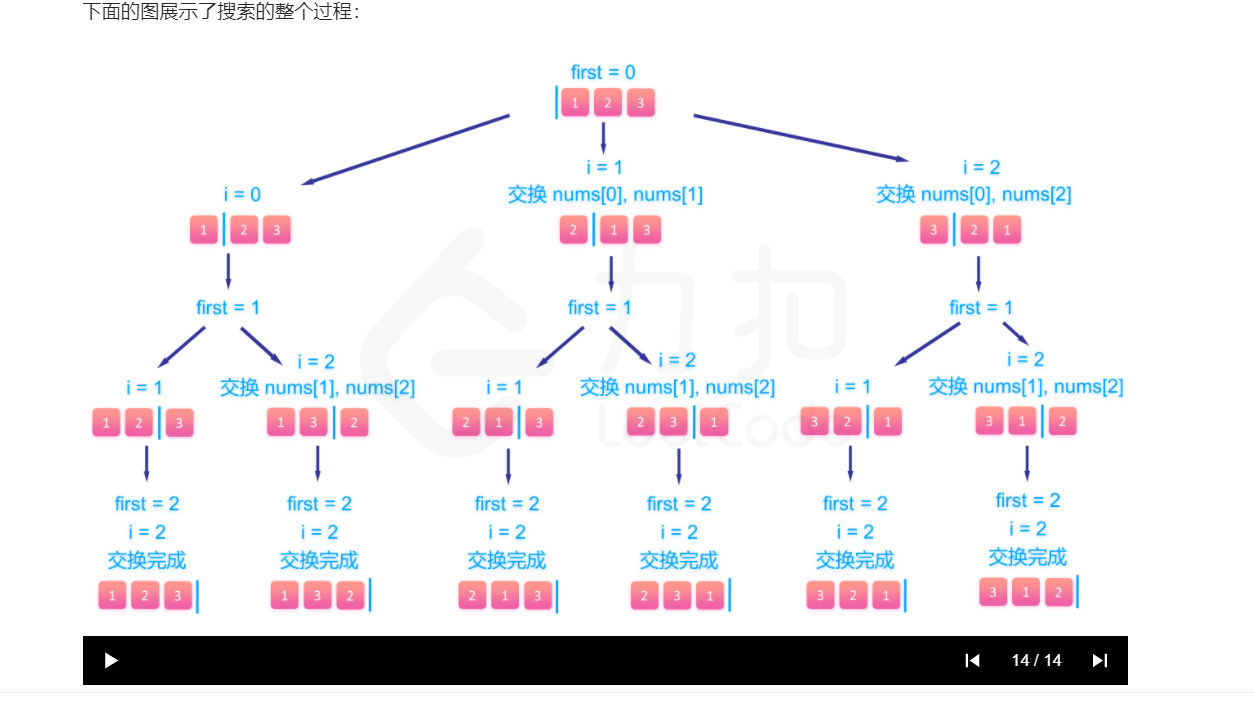 下面的图展示了搜索的整个过程：
first = 0
1 2 3
i = 0
i = 1
交换 nums[0], nums[1]
i = 2
交换 nums[0], nums[2]
1 2 3
2 1 3
3 2 1
first = 1
first = 1
first = 1
i = 1
i = 2
交换 nums[1], nums[2]
i = 1
i = 2
交换 nums[1], nums[2]
i = 1
i = 2
交换 nums[1], nums[2]
1 2 3
1 3 2
2 1 3
2 3 1
3 2 1
3 1 2
first = 2
i = 2
交换完成
1 2 3
first = 2
i = 2
交换完成
1 3 2
first = 2
i = 2
交换完成
2 1 3
first = 2
i = 2
交换完成
2 3 1
first = 2
i = 2
交换完成
3 2 1
first = 2
i = 2
交换完成
3 1 2
力扣
LeetCode
14 / 14